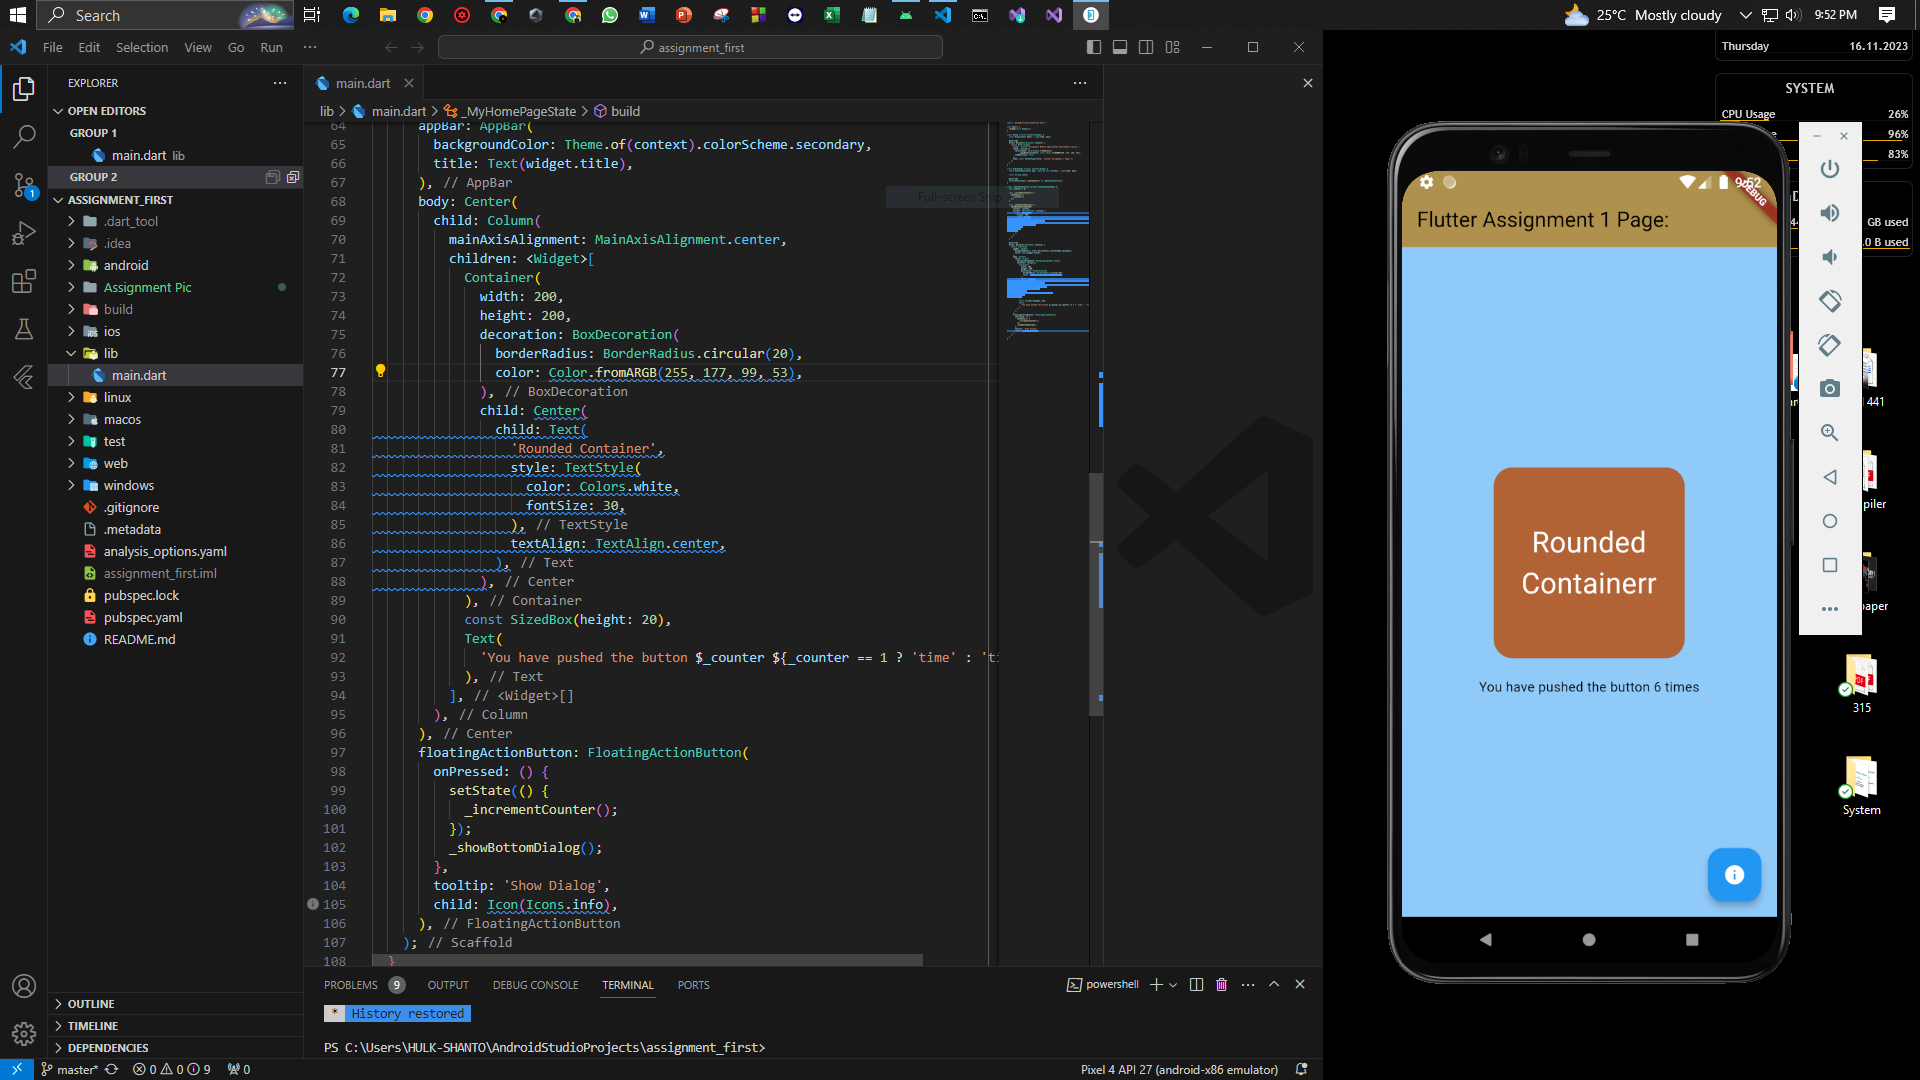 Search
25°C Mostly cloudy
9:52 PM
File Edit Selection View Go Run ···
assignment_first
Thursday 16.11.2023
SYSTEM
CPU Usage 26%
96%
83%
GB used
.0 B used
EXPLORER
OPEN EDITORS
GROUP 1
main.dart lib
GROUP 2
ASSIGNMENT_FIRST
.dart_tool
.idea
android
Assignment Pic
build
ios
lib
main.dart
linux
macos
test
web
windows
.gitignore
.metadata
analysis_options.yaml
assignment_first.iml
pubspec.lock
pubspec.yaml
README.md
OUTLINE
TIMELINE
DEPENDENCIES
main.dart
lib > main.dart > _MyHomePageState > build
Full-screen Snip
64 appBar: AppBar(
65 backgroundColor: Theme.of(context).colorScheme.secondary,
66 title: Text(widget.title),
67 ), // AppBar
68 body: Center(
69 child: Column(
70 mainAxisAlignment: MainAxisAlignment.center,
71 children: <Widget>[
72 Container(
73 width: 200,
74 height: 200,
75 decoration: BoxDecoration(
76 borderRadius: BorderRadius.circular(20),
77 color: Color.fromARGB(255, 177, 99, 53),
78 ), // BoxDecoration
79 child: Center(
80 child: Text(
81 'Rounded Container',
82 style: TextStyle(
83 color: Colors.white,
84 fontSize: 30,
85 ), // TextStyle
86 textAlign: TextAlign.center,
87 ), // Text
88 ), // Center
89 ), // Container
90 const SizedBox(height: 20),
91 Text(
92 'You have pushed the button $_counter ${_counter == 1 ? 'time' : 'ti
93 ), // Text
94 ], // <Widget>[]
95 ), // Column
96 ), // Center
97 floatingActionButton: FloatingActionButton(
98 onPressed: () {
99 setState(() {
100 _incrementCounter();
101 });
102 _showBottomDialog();
103 },
104 tooltip: 'Show Dialog',
105 child: Icon(Icons.info),
106 ), // FloatingActionButton
107 ); // Scaffold
108 }
PROBLEMS 9 OUTPUT DEBUG CONSOLE TERMINAL PORTS
powershell
* History restored
PS C:\Users\HULK-SHANTO\AndroidStudioProjects\assignment_first>
master* 0 0 9 0
Pixel 4 API 27 (android-x86 emulator)
9:52
DEBUG
Flutter Assignment 1 Page:
Rounded
Containerr
You have pushed the button 6 times
441
315
System